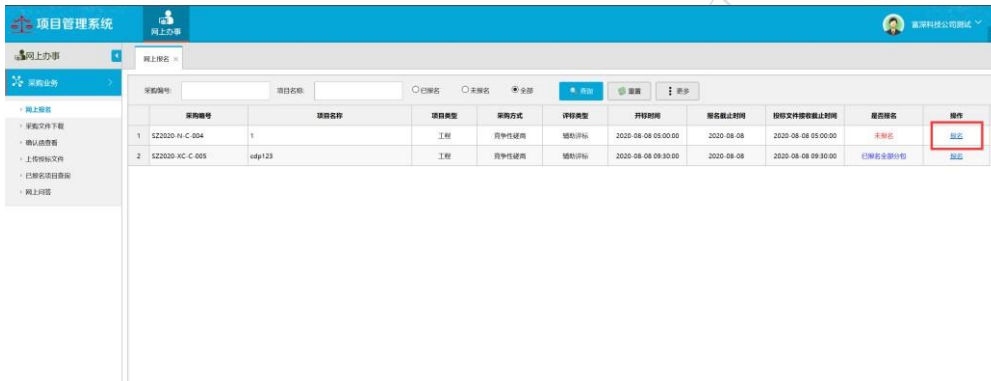 项目管理系统 网上办事 富深科技公司测试
网上办事 网上报名 ×
采购业务
采购编号: 项目名称: 已报名 未报名 全部 查询 重置 更多
网上报名
采购文件下载
确认函查看
上传投标文件
已报名项目查询
网上问答
采购编号 项目名称 项目类型 采购方式 评标类型 开标时间 报名截止时间 投标文件接收截止时间 是否报名 操作
1 SZ2020-N-C-004 1 工程 竞争性磋商 辅助评标 2020-08-08 05:00:00 2020-08-08 2020-08-08 05:00:00 未报名 报名
2 SZ2020-XC-C-005 cdp123 工程 竞争性磋商 辅助评标 2020-08-08 09:30:00 2020-08-08 2020-08-08 09:30:00 已报名全部分包 报名